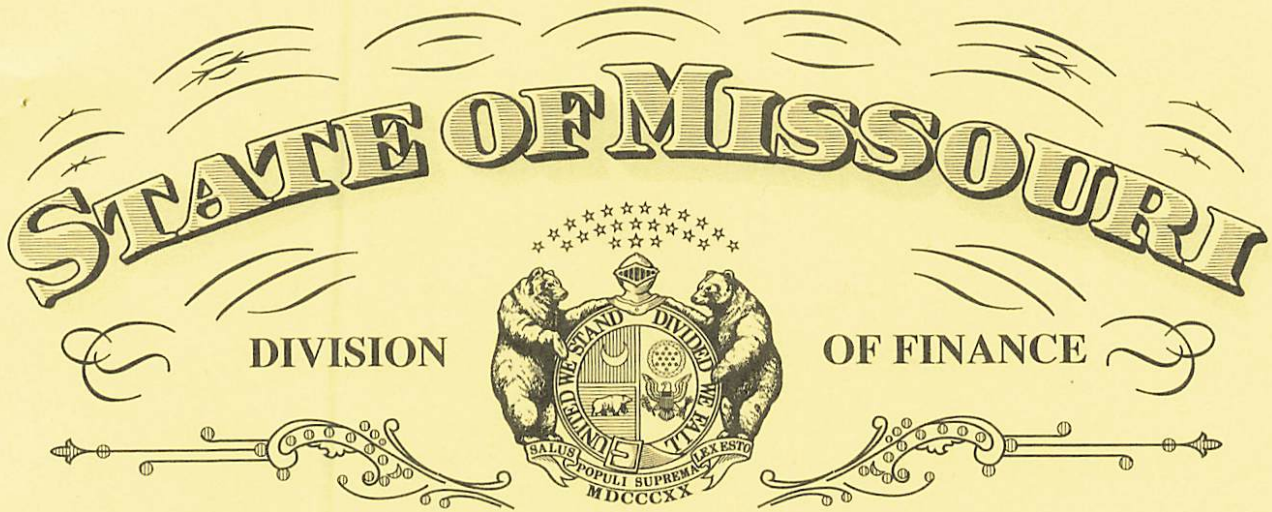 STATE OF MISSOURI
DIVISION OF FINANCE
UNITED WE STAND DIVIDED WE FALL
SALUS POPULI SUPREMA LEX ESTO
MDCCCXX